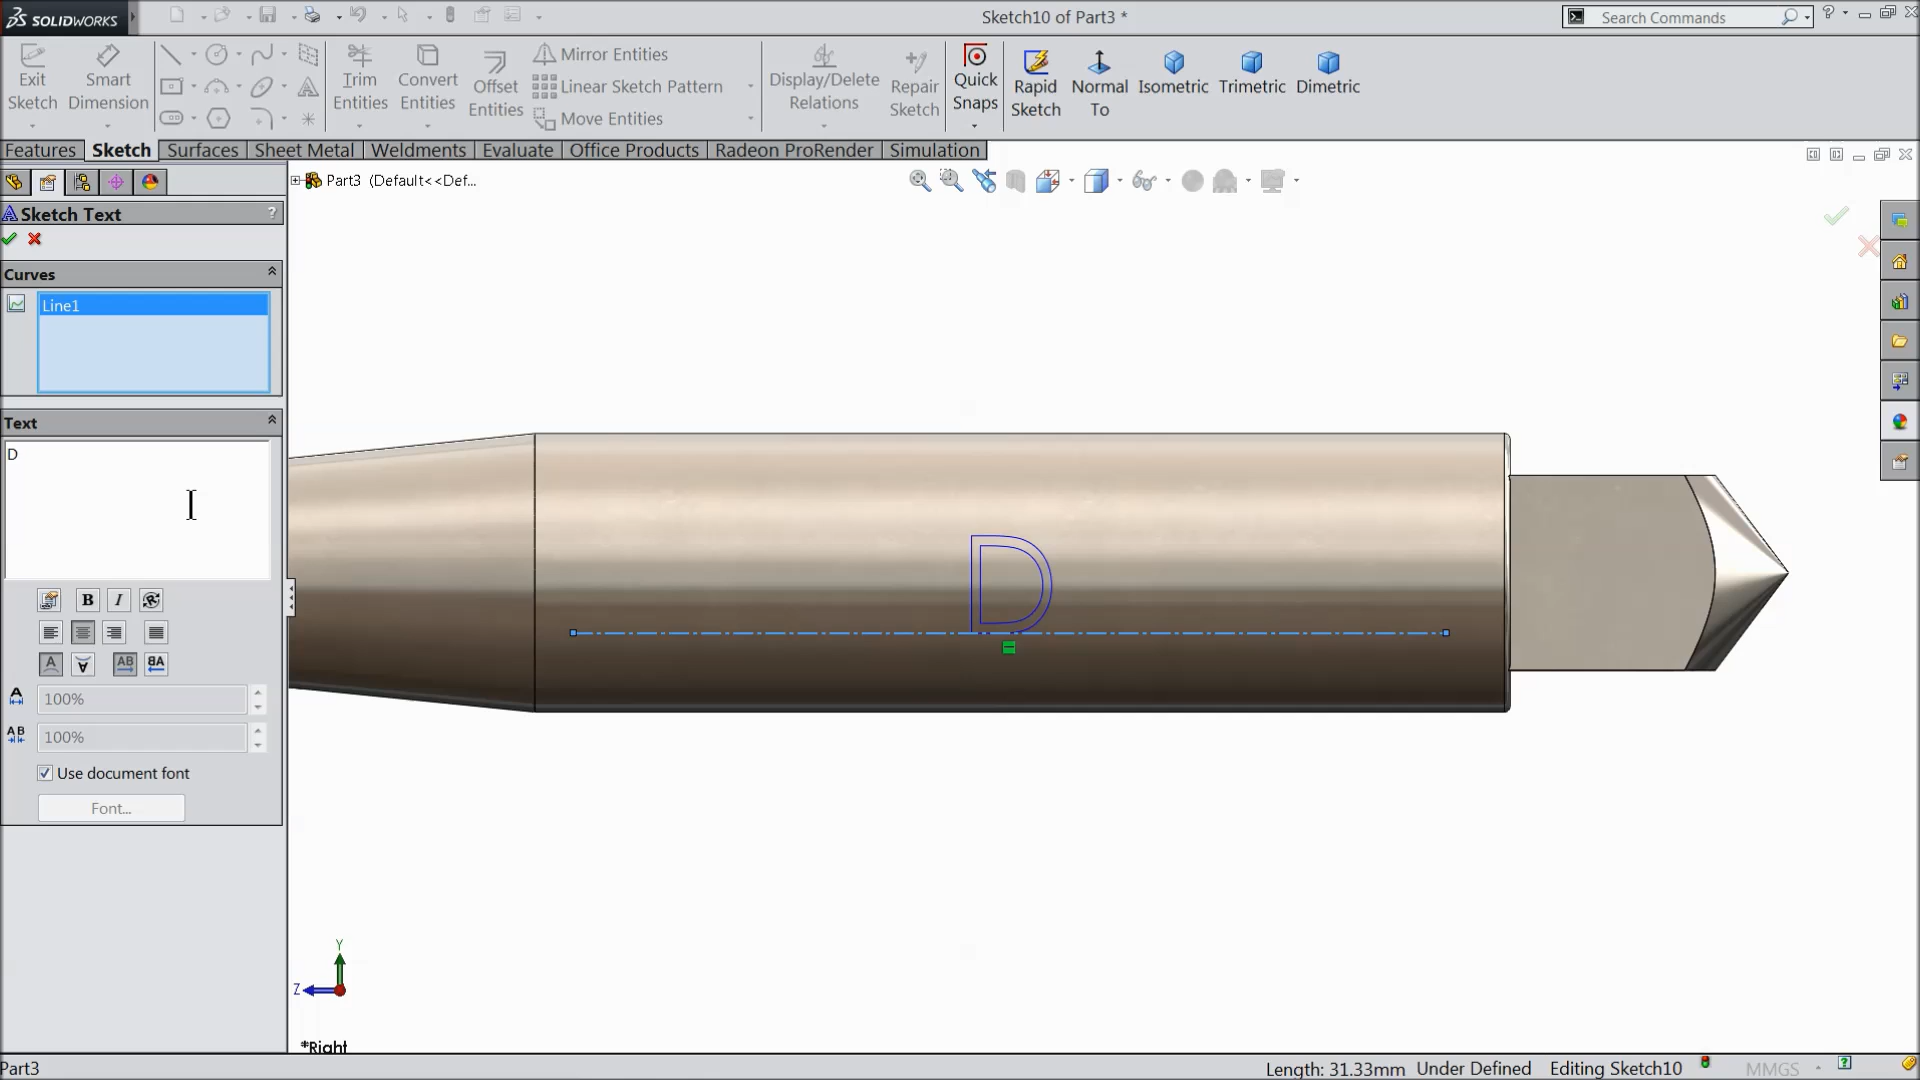 SOLIDWORKS
Sketch10 of Part3 *
Search Commands
?
Exit Sketch
Smart Dimension
Trim Entities
Convert Entities
Offset Entities
Mirror Entities
Linear Sketch Pattern
Move Entities
Display/Delete Relations
Repair Sketch
Quick Snaps
Rapid Sketch
Normal To
Isometric
Trimetric
Dimetric
Features
Sketch
Surfaces
Sheet Metal
Weldments
Evaluate
Office Products
Radeon ProRender
Simulation
Part3 (Default<<Def...
Sketch Text
?
Curves
Line1
Text
D
B
I
R
A
A
AB
BA
A
100%
AB
100%
Use document font
Font...
D
Y
Z
*Right
Part3
Length: 31.33mm
Under Defined
Editing Sketch10
MMGS
?